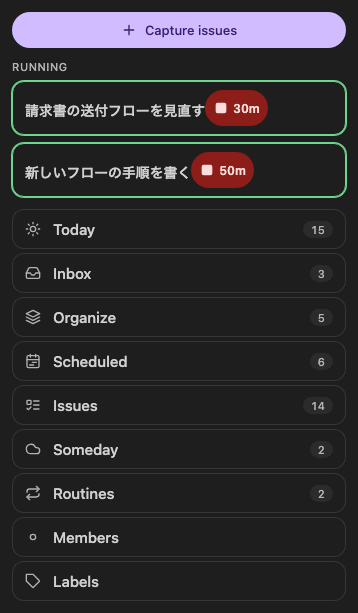 + Capture issues
RUNNING
請求書の送付フローを見直す 30m
新しいフローの手順を書く 50m
Today 15
Inbox 3
Organize 5
Scheduled 6
Issues 14
Someday 2
Routines 2
Members
Labels